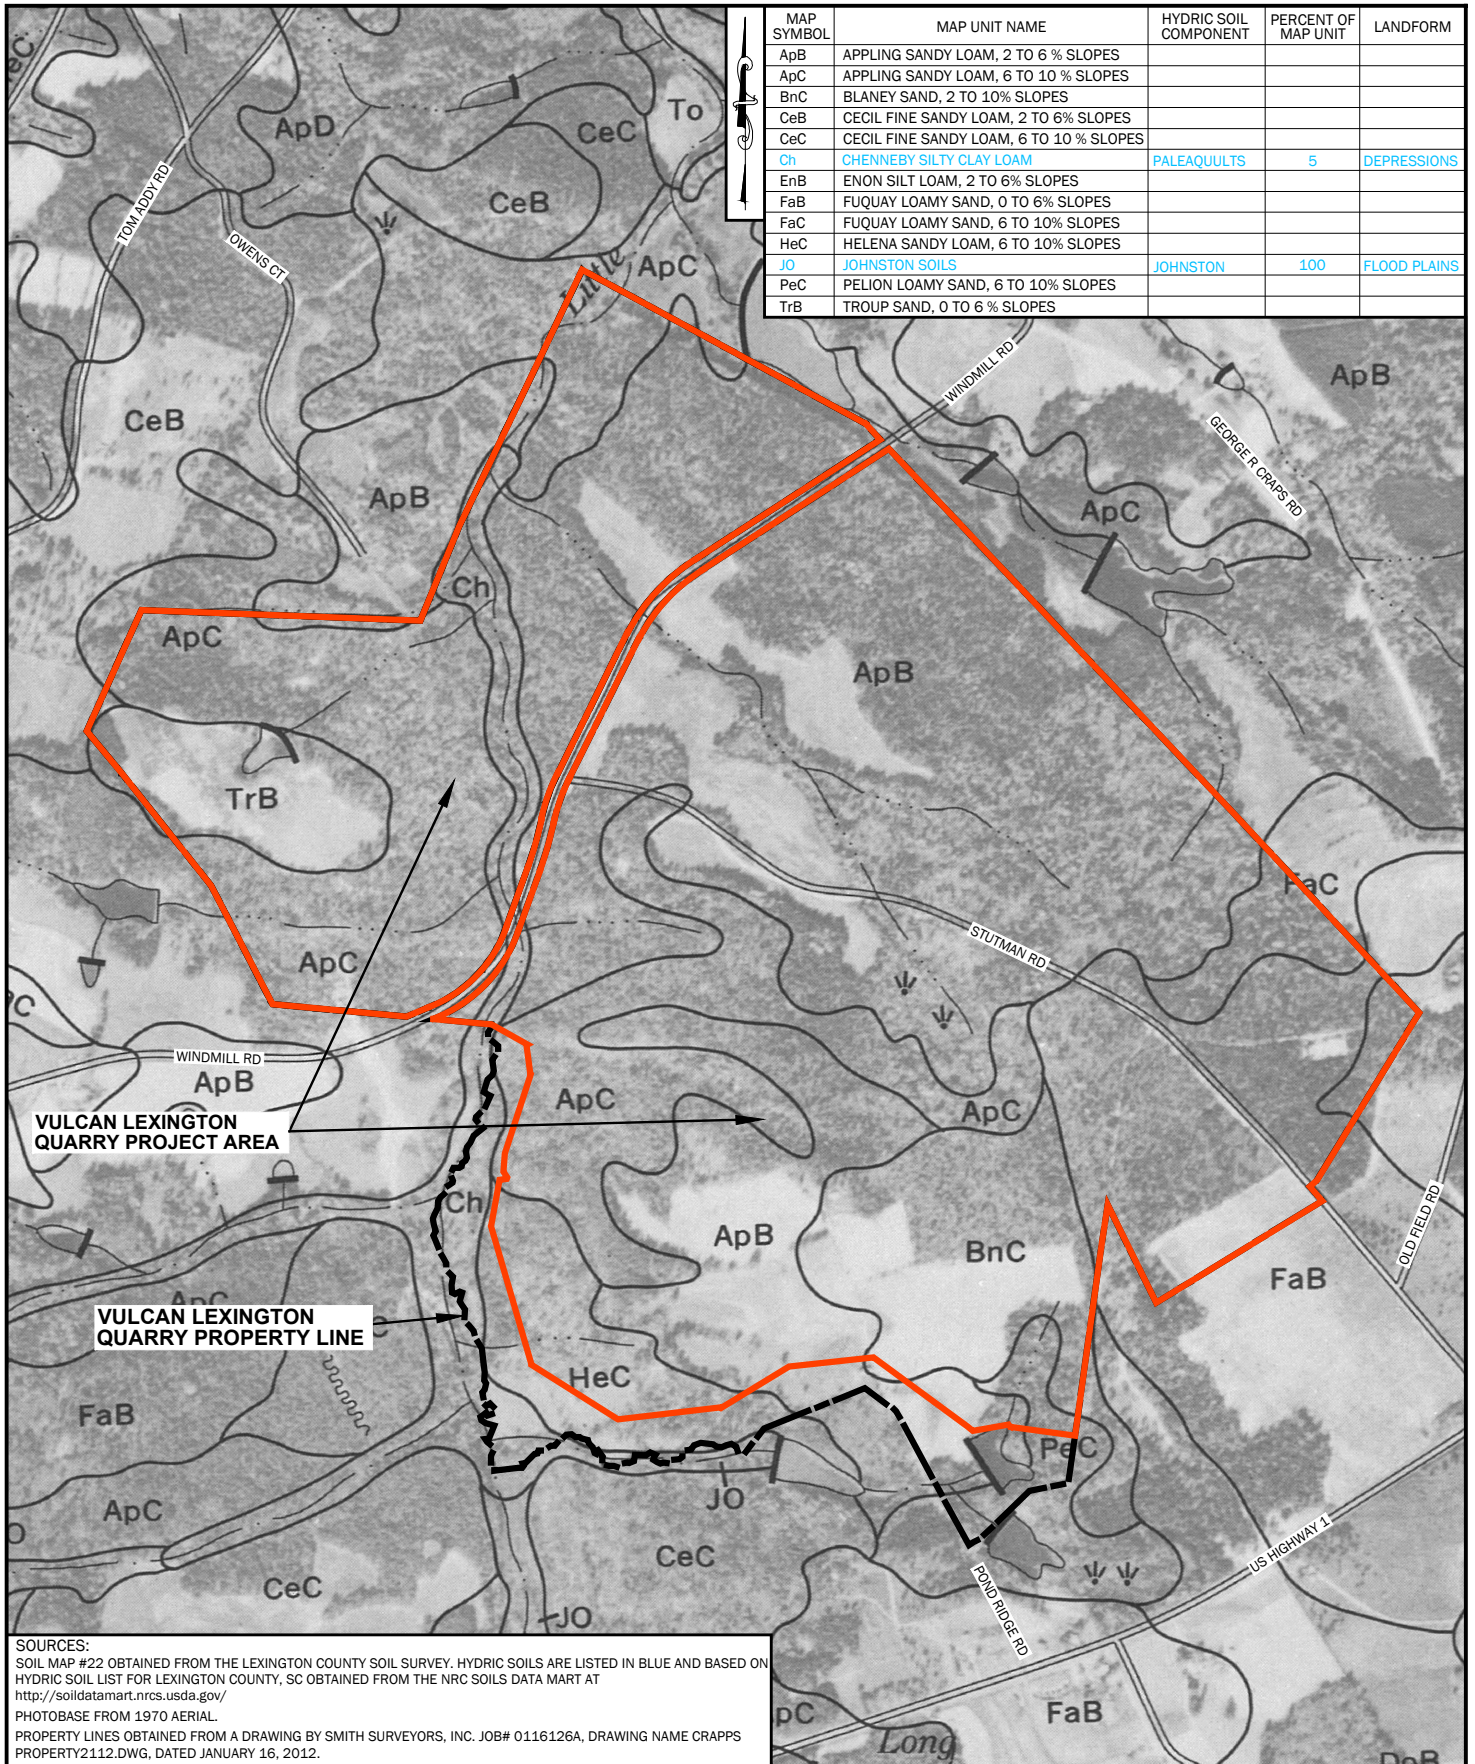 MAP SYMBOL MAP UNIT NAME HYDRIC SOIL COMPONENT PERCENT OF MAP UNIT LANDFORM
ApB APPLING SANDY LOAM, 2 TO 6 % SLOPES
ApC APPLING SANDY LOAM, 6 TO 10 % SLOPES
BnC BLANEY SAND, 2 TO 10% SLOPES
CeB CECIL FINE SANDY LOAM, 2 TO 6% SLOPES
CeC CECIL FINE SANDY LOAM, 6 TO 10 % SLOPES
Ch CHENNEBY SILTY CLAY LOAM PALEAQUULTS 5 DEPRESSIONS
EnB ENON SILT LOAM, 2 TO 6% SLOPES
FaB FUQUAY LOAMY SAND, 0 TO 6% SLOPES
FaC FUQUAY LOAMY SAND, 6 TO 10% SLOPES
HeC HELENA SANDY LOAM, 6 TO 10% SLOPES
JO JOHNSTON SOILS JOHNSTON 100 FLOOD PLAINS
PeC PELION LOAMY SAND, 6 TO 10% SLOPES
TrB TROUP SAND, 0 TO 6 % SLOPES
To
ApD
CeC
TOM ADDY RD
CeB
OWENS CT
Little
ApC
WINDMILL RD
ApB
CeB
GEORGE R CRAPS RD
ApB
ApC
Ch
ApC
ApB
TrB
FaC
STUTMAN RD
ApC
WINDMILL RD
ApB
ApC
ApC
VULCAN LEXINGTON
QUARRY PROJECT AREA
Ch
ApB
BnC
OLD FIELD RD
FaB
ApC
VULCAN LEXINGTON
QUARRY PROPERTY LINE
HeC
FaB
PeC
ApC
JO
US HIGHWAY 1
CeC
CeC
POND RIDGE RD
JO
SOURCES:
SOIL MAP #22 OBTAINED FROM THE LEXINGTON COUNTY SOIL SURVEY. HYDRIC SOILS ARE LISTED IN BLUE AND BASED ON
HYDRIC SOIL LIST FOR LEXINGTON COUNTY, SC OBTAINED FROM THE NRC SOILS DATA MART AT
http://soildatamart.nrcs.usda.gov/
PHOTOBASE FROM 1970 AERIAL.
PROPERTY LINES OBTAINED FROM A DRAWING BY SMITH SURVEYORS, INC. JOB# 0116126A, DRAWING NAME CRAPPS
PROPERTY2112.DWG, DATED JANUARY 16, 2012.
FaB
Long